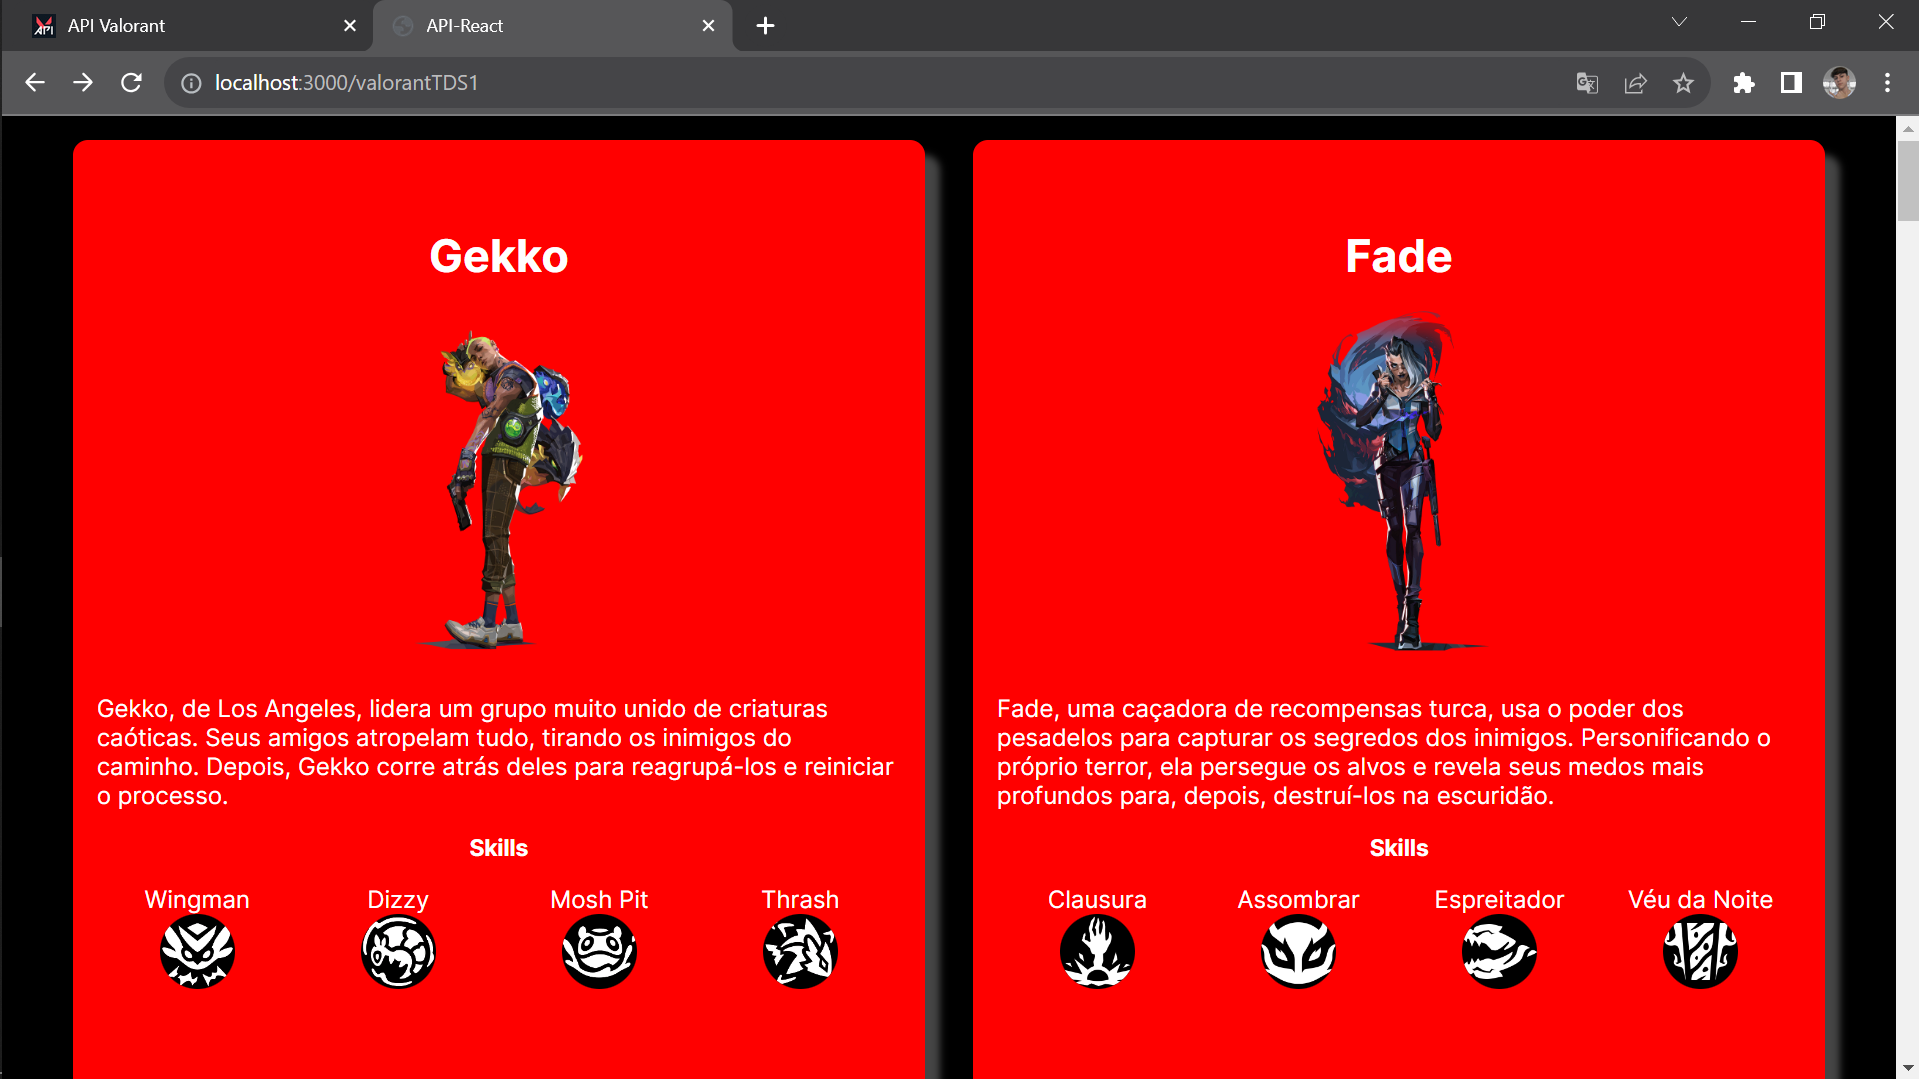 API Valorant
API-React
localhost:3000/valorantTDS1
Gekko
Gekko, de Los Angeles, lidera um grupo muito unido de criaturas
caóticas. Seus amigos atropelam tudo, tirando os inimigos do
caminho. Depois, Gekko corre atrás deles para reagrupá-los e reiniciar
o processo.
Skills
Wingman
Dizzy
Mosh Pit
Thrash
Fade
Fade, uma caçadora de recompensas turca, usa o poder dos
pesadelos para capturar os segredos dos inimigos. Personificando o
próprio terror, ela persegue os alvos e revela seus medos mais
profundos para, depois, destruí-los na escuridão.
Skills
Clausura
Assombrar
Espreitador
Véu da Noite